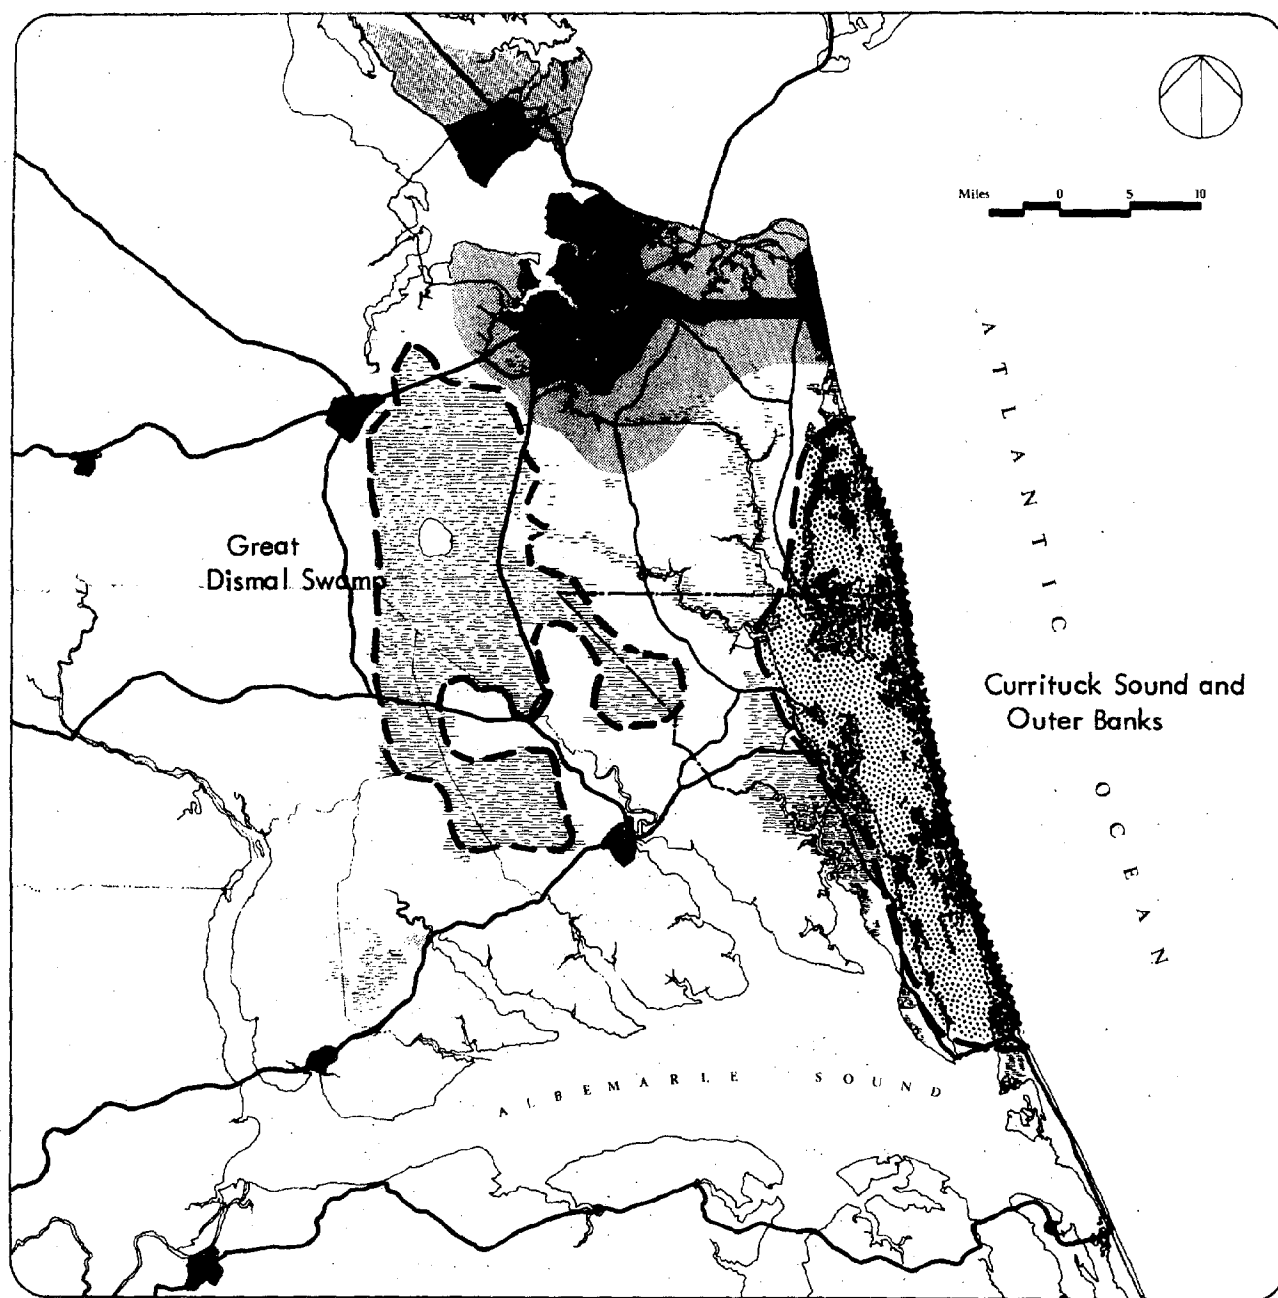 Miles 0 5 10
ATLANTIC
Great
Dismal Swamp
Currituck Sound and
Outer Banks
OCEAN
ALBEMARLE SOUND